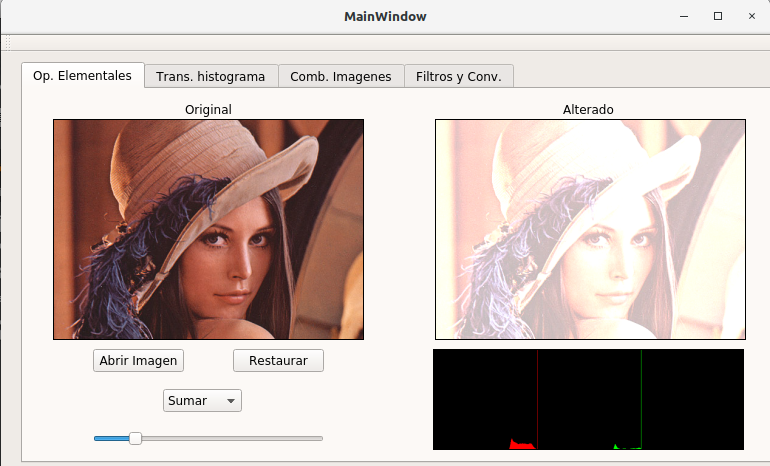 MainWindow
Op. Elementales
Trans. histograma
Comb. Imagenes
Filtros y Conv.
Original
Alterado
Abrir Imagen
Restaurar
Sumar